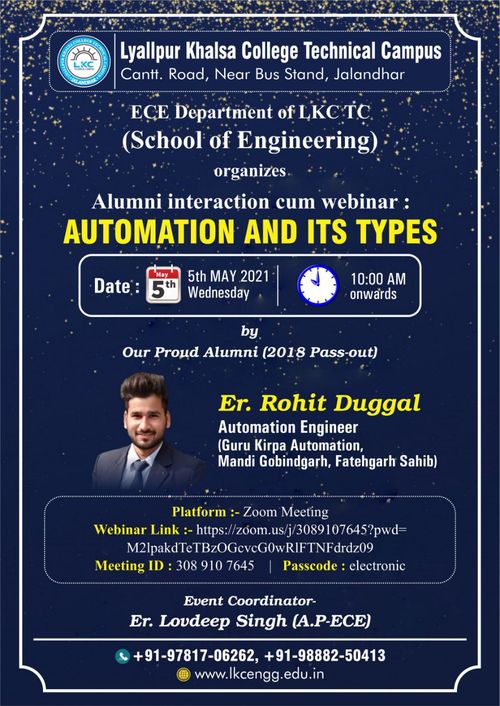 LKC
JALANDHAR
Lyallpur Khalsa College Technical Campus
Cantt. Road, Near Bus Stand, Jalandhar
ECE Department of LKC TC
(School of Engineering)
organizes
Alumni interaction cum webinar :
AUTOMATION AND ITS TYPES
Date : May 5th 5th MAY 2021 10:00 AM
Wednesday onwards
by
Our Proud Alumni (2018 Pass-out)
Er. Rohit Duggal
Automation Engineer
(Guru Kirpa Automation,
Mandi Gobindgarh, Fatehgarh Sahib)
Platform :- Zoom Meeting
Webinar Link :- https://zoom.us/j/3089107645?pwd=
M2lpakdTeTBzOGcvcG0wRlFTNFdrdz09
Meeting ID : 308 910 7645 | Passcode : electronic
Event Coordinator-
Er. Lovdeep Singh (A.P-ECE)
+91-97817-06262, +91-98882-50413
www.lkcengg.edu.in